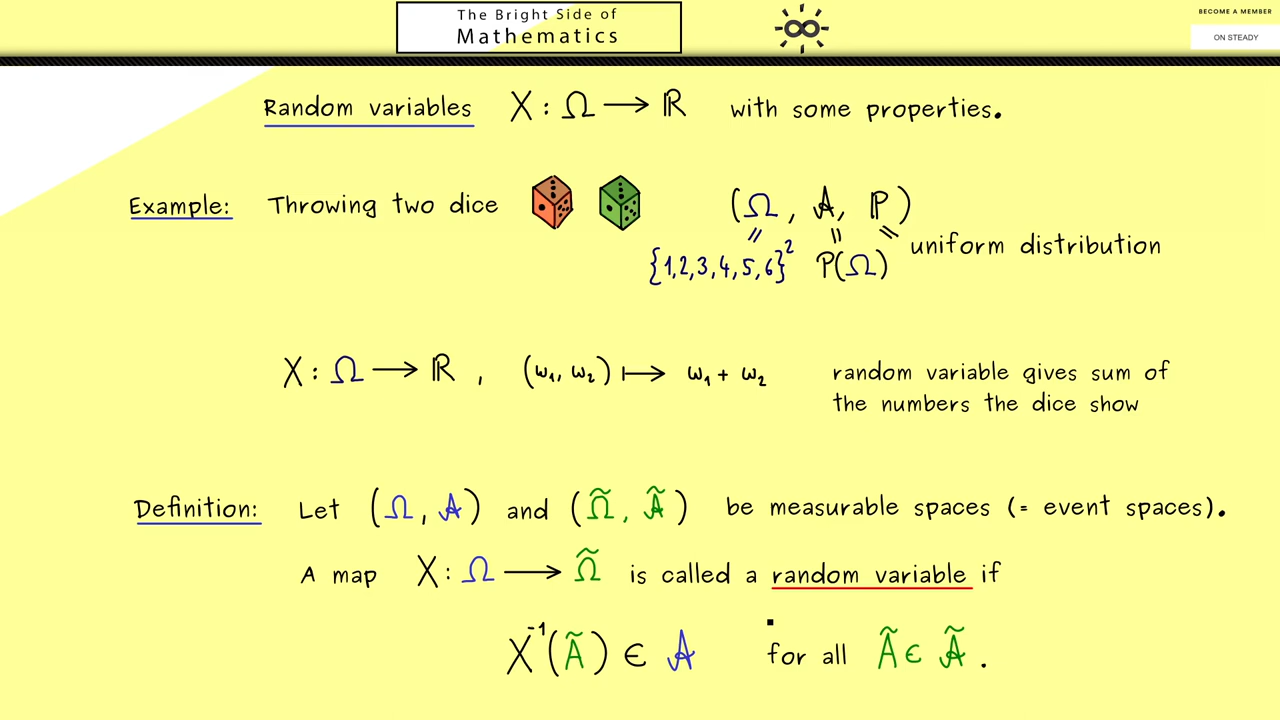 The Bright Side of
Mathematics
BECOME A MEMBER
ON STEADY
Random variables X : Ω ⟶ ℝ with some properties.
Example: Throwing two dice (Ω, 𝒜, ℙ)
uniform distribution
{1,2,3,4,5,6}² P(Ω)
X : Ω ⟶ ℝ , (ω₁, ω₂) ⟼ ω₁ + ω₂ random variable gives sum of
the numbers the dice show
Definition: Let (Ω, 𝒜) and (Ω̃, 𝒜̃) be measurable spaces (= event spaces).
A map X : Ω ⟶ Ω̃ is called a random variable if
X⁻¹(Ã) ∈ 𝒜 for all Ã ∈ 𝒜̃ .